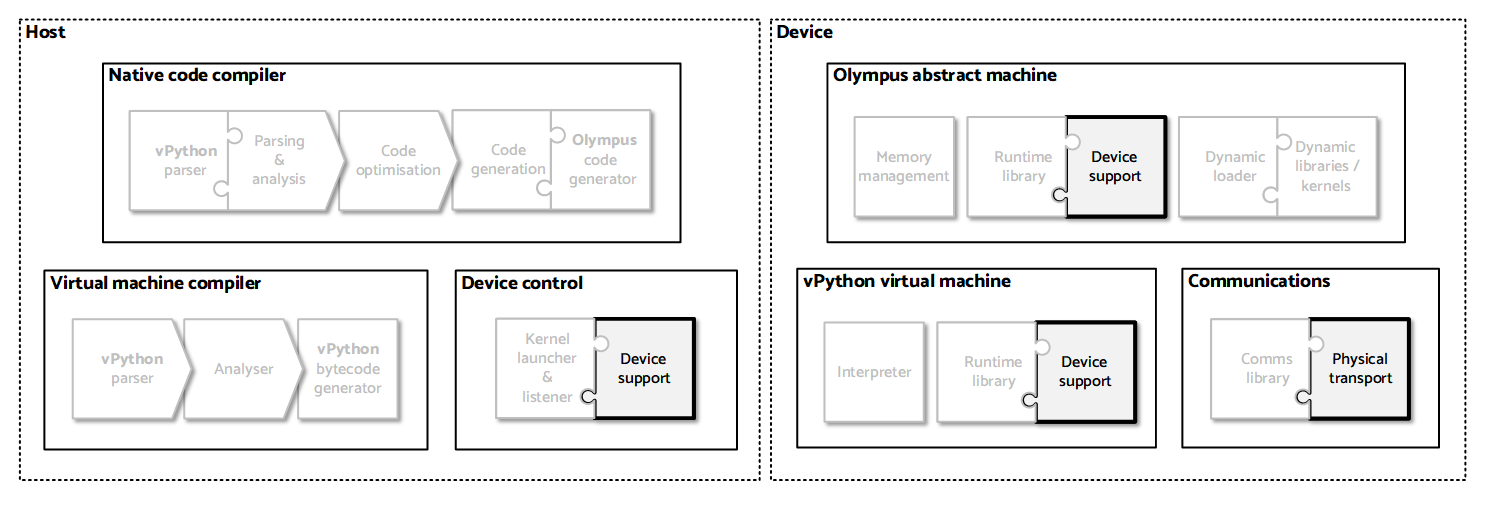 Host
Native code compiler
vPython
parser
Parsing
&
analysis
Code
optimisation
Code
generation
Olympus
code
generator
Virtual machine compiler
vPython
parser
Analyser
vPython
bytecode
generator
Device control
Kernel
launcher
&
listener
Device
support
Device
Olympus abstract machine
Memory
management
Runtime
library
Device
support
Dynamic
loader
Dynamic
libraries /
kernels
vPython virtual machine
Interpreter
Runtime
library
Device
support
Communications
Comms
library
Physical
transport